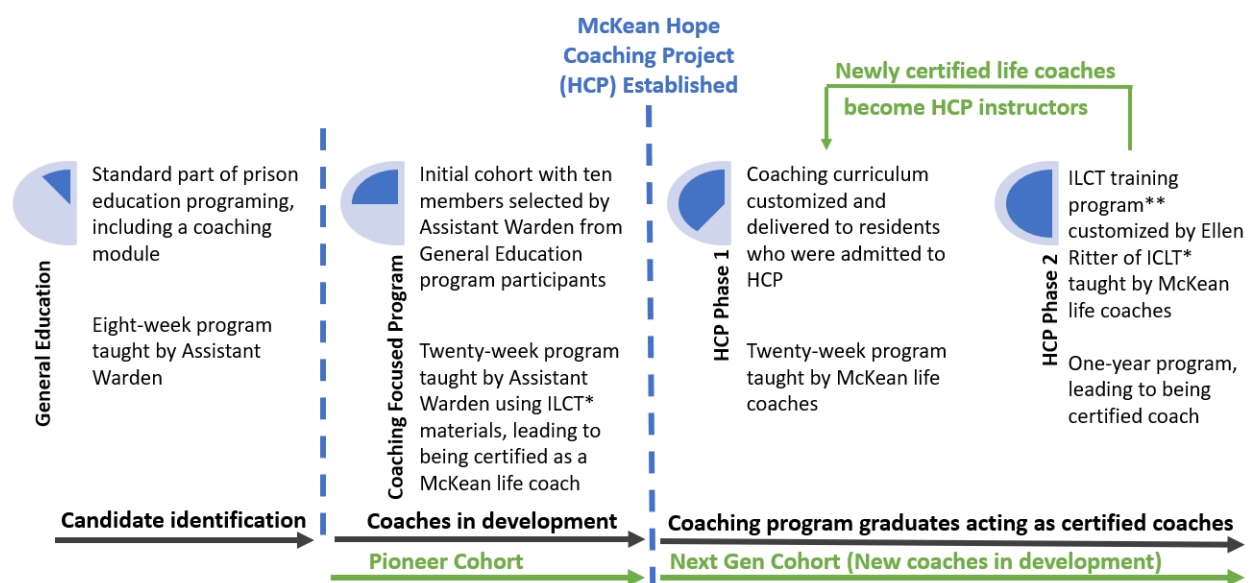 McKean Hope
Coaching Project
(HCP) Established
Newly certified life coaches
become HCP instructors
General Education
Standard part of prison
education programing,
including a coaching
module
Eight-week program
taught by Assistant
Warden
Coaching Focused Program
Initial cohort with ten
members selected by
Assistant Warden from
General Education
program participants
Twenty-week program
taught by Assistant
Warden using ILCT*
materials, leading to
being certified as a
McKean life coach
HCP Phase 1
Coaching curriculum
customized and
delivered to residents
who were admitted to
HCP
Twenty-week program
taught by McKean life
coaches
HCP Phase 2
ILCT training
program**
customized by Ellen
Ritter of ICLT*
taught by McKean
life coaches
One-year program,
leading to being
certified coach
Candidate identification
Coaches in development
Coaching program graduates acting as certified coaches
Pioneer Cohort
Next Gen Cohort (New coaches in development)